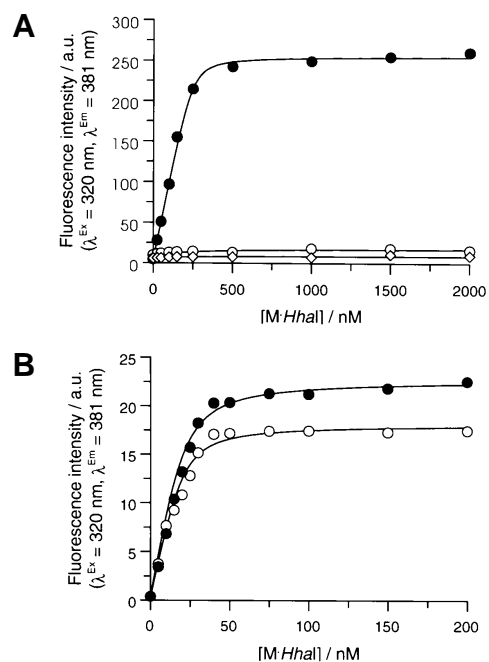 A
300
250
200
150
100
50
0
Fluorescence intensity / a.u.
(λEx = 320 nm, λEm = 381 nm)
0 500 1000 1500 2000
[M·HhaI] / nM
B
25
20
15
10
5
0
Fluorescence intensity / a.u.
(λEx = 320 nm, λEm = 381 nm)
0 50 100 150 200
[M·HhaI] / nM